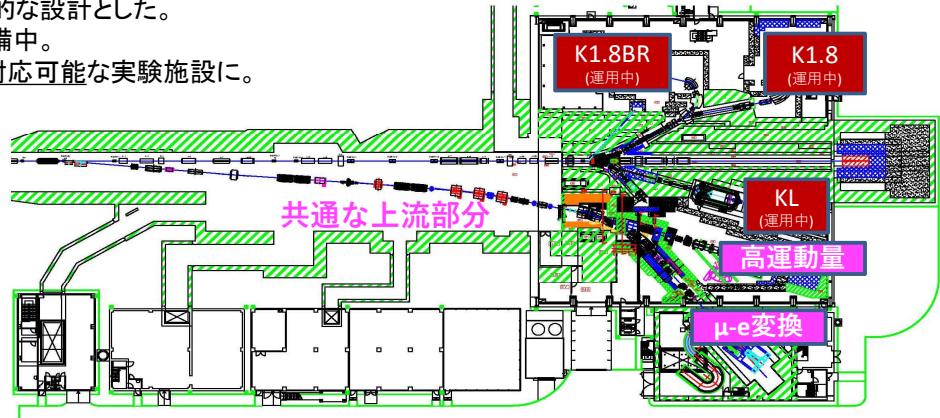 的な設計とした。
備中。
対応可能な実験施設に。
K1.8BR
(運用中)
K1.8
(運用中)
KL
(運用中)
共通な上流部分
高運動量
μ-e変換